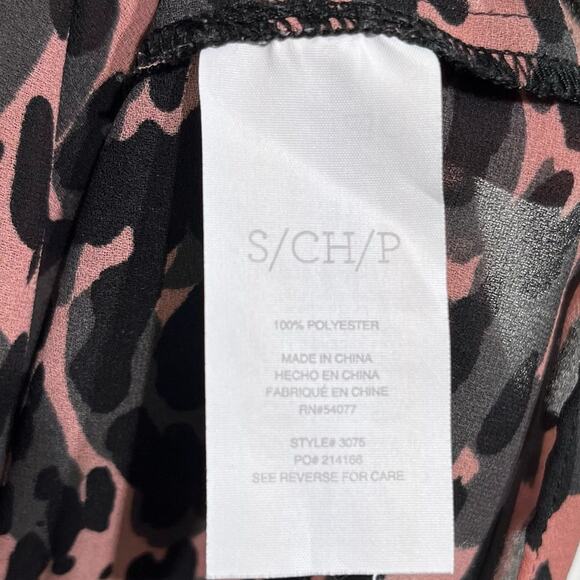 S/CH/P
100% POLYESTER
MADE IN CHINA
HECHO EN CHINA
FABRIQUÉ EN CHINE
RN#54077
STYLE# 3075
PO# 214166
SEE REVERSE FOR CARE